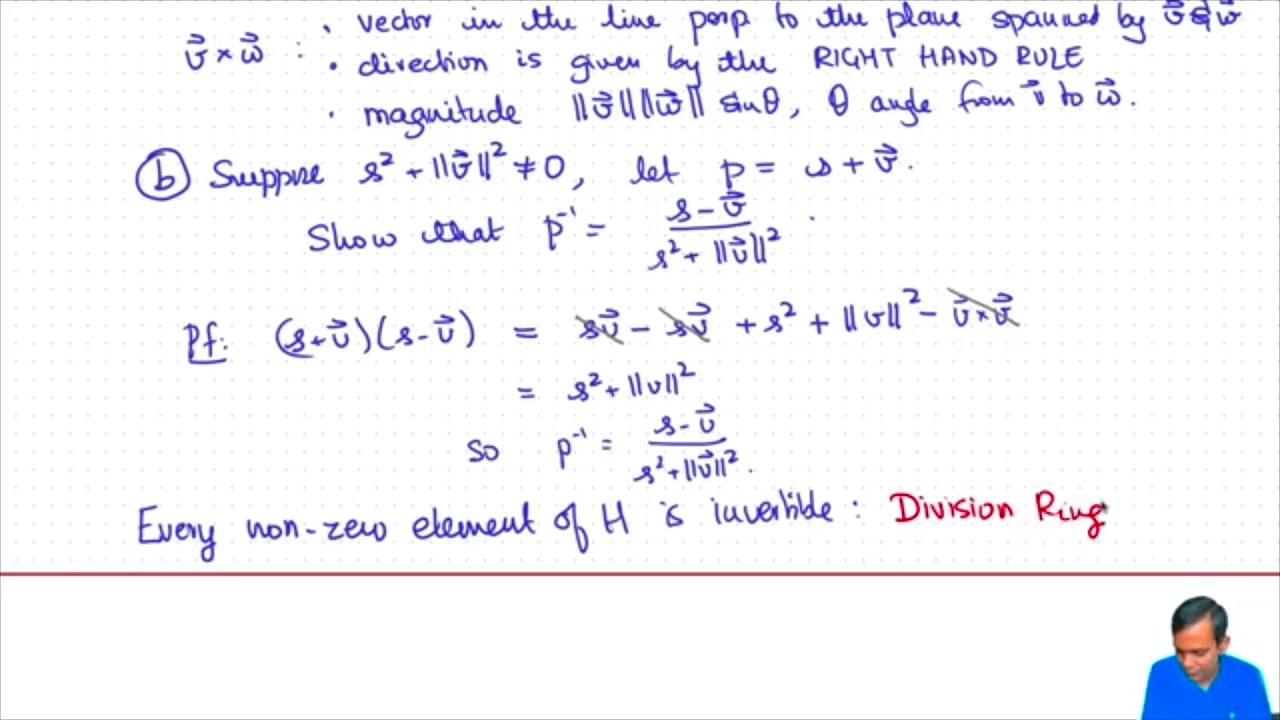 · vector in the line perp to the plane spanned by v⃗ & w⃗
v⃗ × w⃗ : · direction is given by the RIGHT HAND RULE
· magnitude ||v⃗|| ||w⃗|| sinθ, θ angle from v⃗ to w⃗.
(b) Suppose s² + ||v⃗||² ≠ 0, let p = s + v⃗.
Show that p⁻¹ = (s - v⃗)/(s² + ||v⃗||²).
Pf: (s+v⃗)(s-v⃗) = sv⃗ - sv⃗ + s² + ||v||² - v⃗×v⃗
= s² + ||v||²
so p⁻¹ = (s - v⃗)/(s² + ||v⃗||²).
Every non-zero element of H is invertible : Division Ring